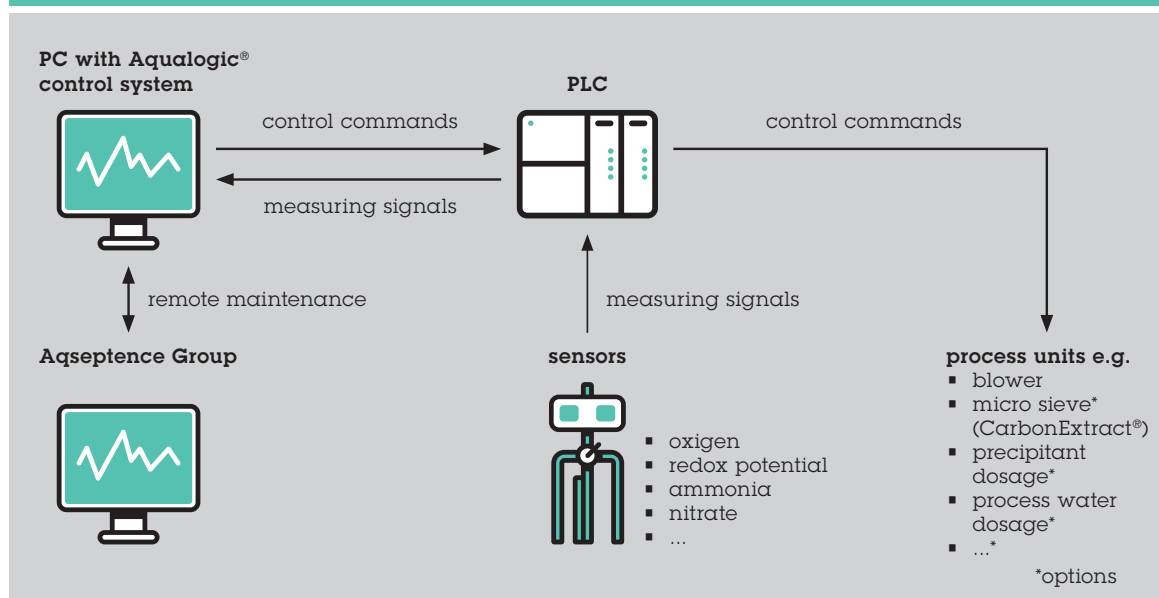 PC with Aqualogic®
control system
PLC
control commands
control commands
measuring signals
remote maintenance
measuring signals
Aqseptence Group
sensors
▪ oxigen
▪ redox potential
▪ ammonia
▪ nitrate
▪ ...
process units e.g.
▪ blower
▪ micro sieve*
(CarbonExtract®)
▪ precipitant
dosage*
▪ process water
dosage*
▪ ...*
*options